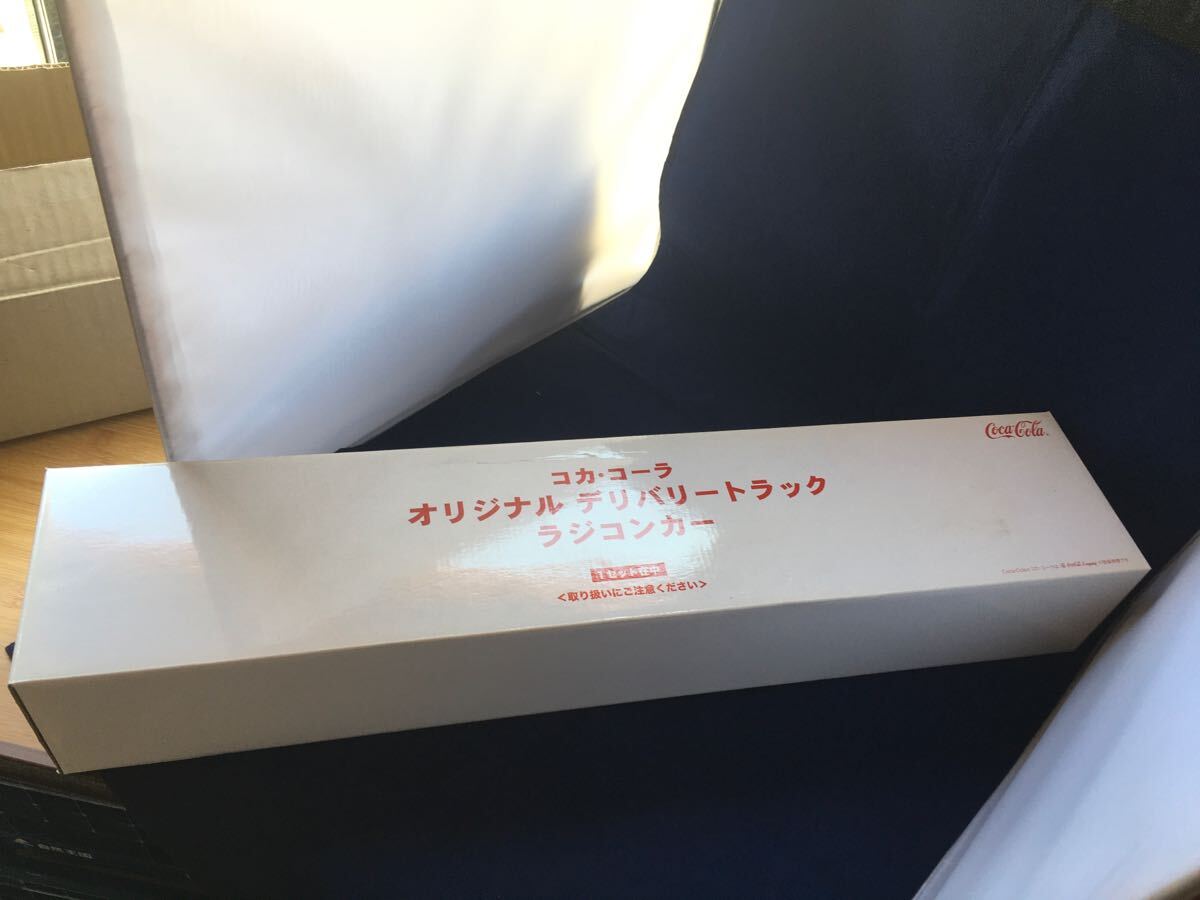 Coca-Cola
コカ・コーラ
オリジナル デリバリートラック
ラジコンカー
1セット在中
<取り扱いにご注意ください>